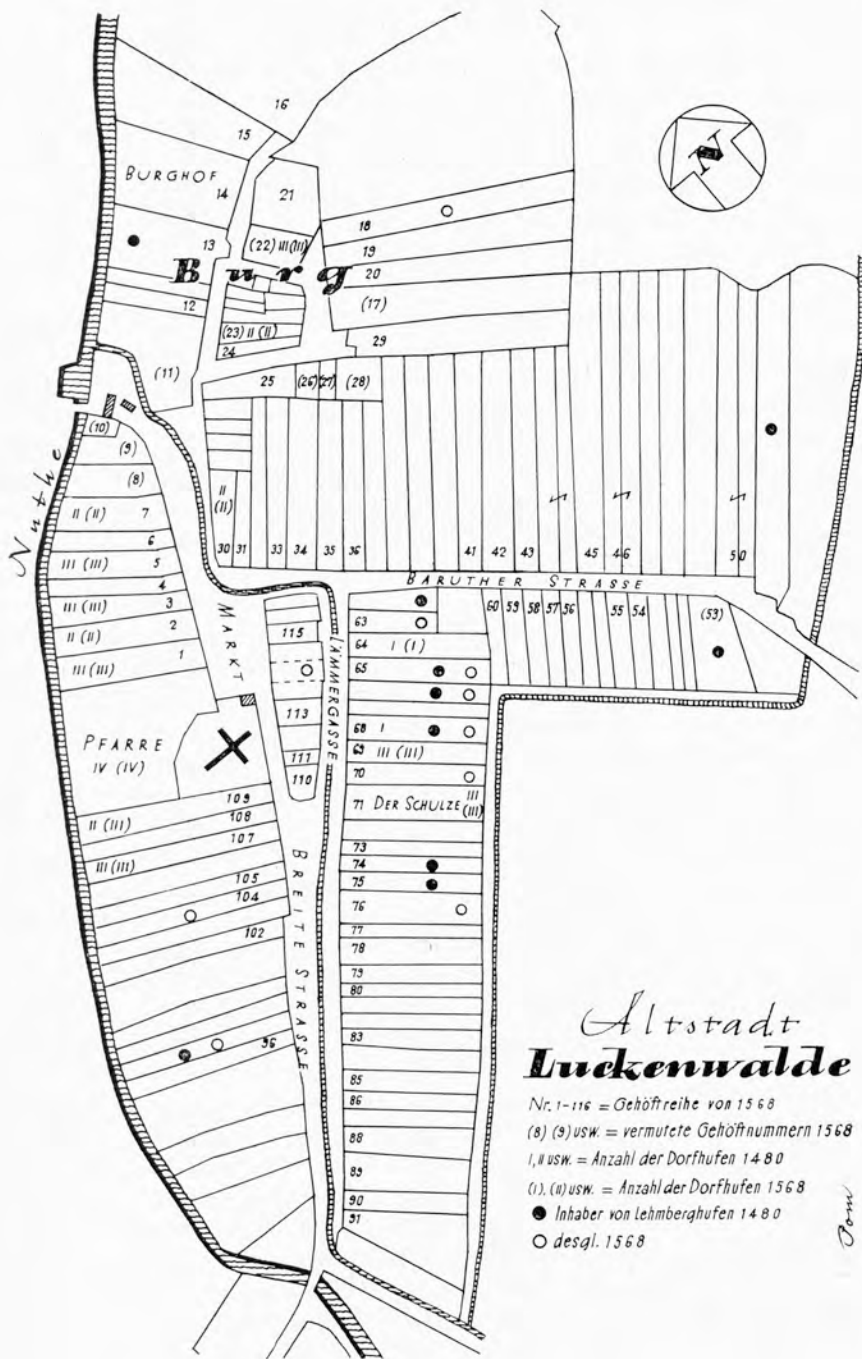 16
15
BURGHOF
14
21
N
13
(22) III (III)
18
19
20
Burg
(17)
12
(23) II (II)
24
29
(11)
25 (26) (27) (28)
(10)
(9)
(8)
Nuthe
II (II) 7
6
III (III) 5
4
III (III) 3
II (II) 2
III (III) 1
II (II)
30 31 33 34 35 36 41 42 43 45 46 50
BARUTHER STRASSE
MARKT
LÄMMERGASSE
60 59 58 57 56 55 54 (53)
115
113
111
110
63
64 I (I)
65
68 I
69 III (III)
70
71 DER SCHULZE III (III)
73
74
75
76
77
78
79
80
83
85
86
88
89
90
91
PFARRE
IV (IV)
109
II (III) 108
107
III (III)
105
104
102
96
BREITE STRASSE
Altstadt
Luckenwalde
Nr. 1-116 = Gehöftreihe von 1568
(8) (9) usw. = vermutete Gehöftnummern 1568
I, II usw. = Anzahl der Dorfhufen 1480
(I), (II) usw. = Anzahl der Dorfhufen 1568
● Inhaber von Lehmberghufen 1480
○ desgl. 1568